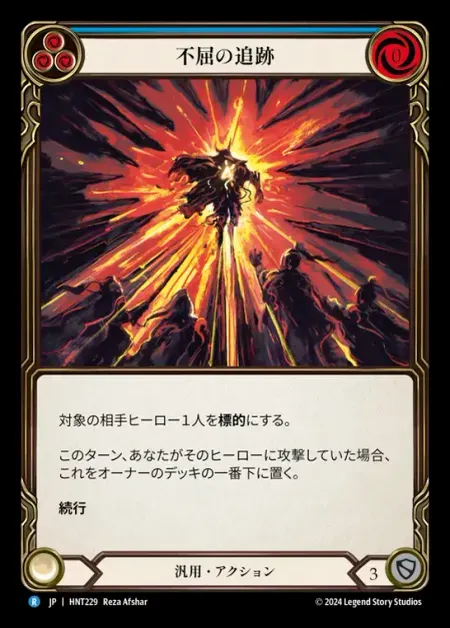 不屈の追跡
0
対象の相手ヒーロー1人を標的にする。
このターン、あなたがそのヒーローに攻撃していた場合、
これをオーナーのデッキの一番下に置く。
続行
汎用・アクション
3
R JP | HNT229 Reza Afshar
© 2024 Legend Story Studios